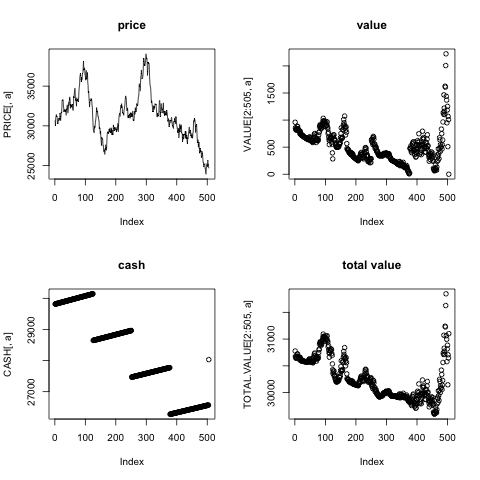 price
value
PRICE[, a]
25000 30000 35000
VALUE[2:505, a]
0 500 1500
0 100 200 300 400 500
0 100 200 300 400 500
Index
Index
cash
total value
CASH[, a]
27000 29000
TOTAL.VALUE[2:505, a]
30000 31000
0 100 200 300 400 500
0 100 200 300 400 500
Index
Index